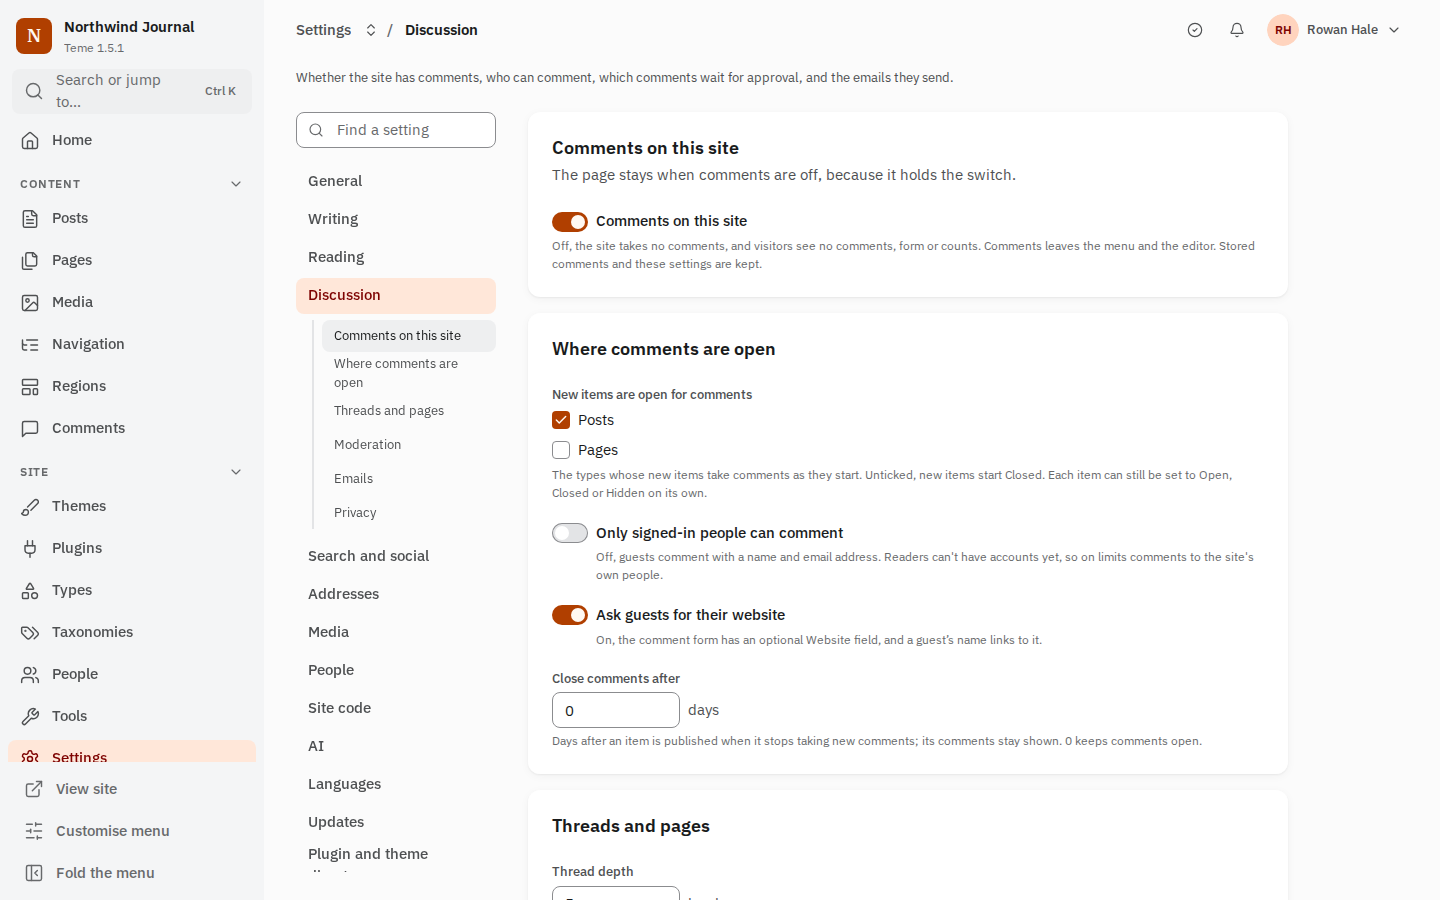 N
Northwind Journal
Teme 1.5.1
Search or jump
to...
Ctrl K
Home
CONTENT
Posts
Pages
Media
Navigation
Regions
Comments
SITE
Themes
Plugins
Types
Taxonomies
People
Tools
Settings
View site
Customise menu
Fold the menu
Settings / Discussion
RH Rowan Hale
Whether the site has comments, who can comment, which comments wait for approval, and the emails they send.
Find a setting
General
Writing
Reading
Discussion
Comments on this site
Where comments are
open
Threads and pages
Moderation
Emails
Privacy
Search and social
Addresses
Media
People
Site code
AI
Languages
Updates
Plugin and theme
Comments on this site
The page stays when comments are off, because it holds the switch.
Comments on this site
Off, the site takes no comments, and visitors see no comments, form or counts. Comments leaves the menu and the editor. Stored
comments and these settings are kept.
Where comments are open
New items are open for comments
Posts
Pages
The types whose new items take comments as they start. Unticked, new items start Closed. Each item can still be set to Open,
Closed or Hidden on its own.
Only signed-in people can comment
Off, guests comment with a name and email address. Readers can't have accounts yet, so on limits comments to the site's
own people.
Ask guests for their website
On, the comment form has an optional Website field, and a guest’s name links to it.
Close comments after
0 days
Days after an item is published when it stops taking new comments; its comments stay shown. 0 keeps comments open.
Threads and pages
Thread depth